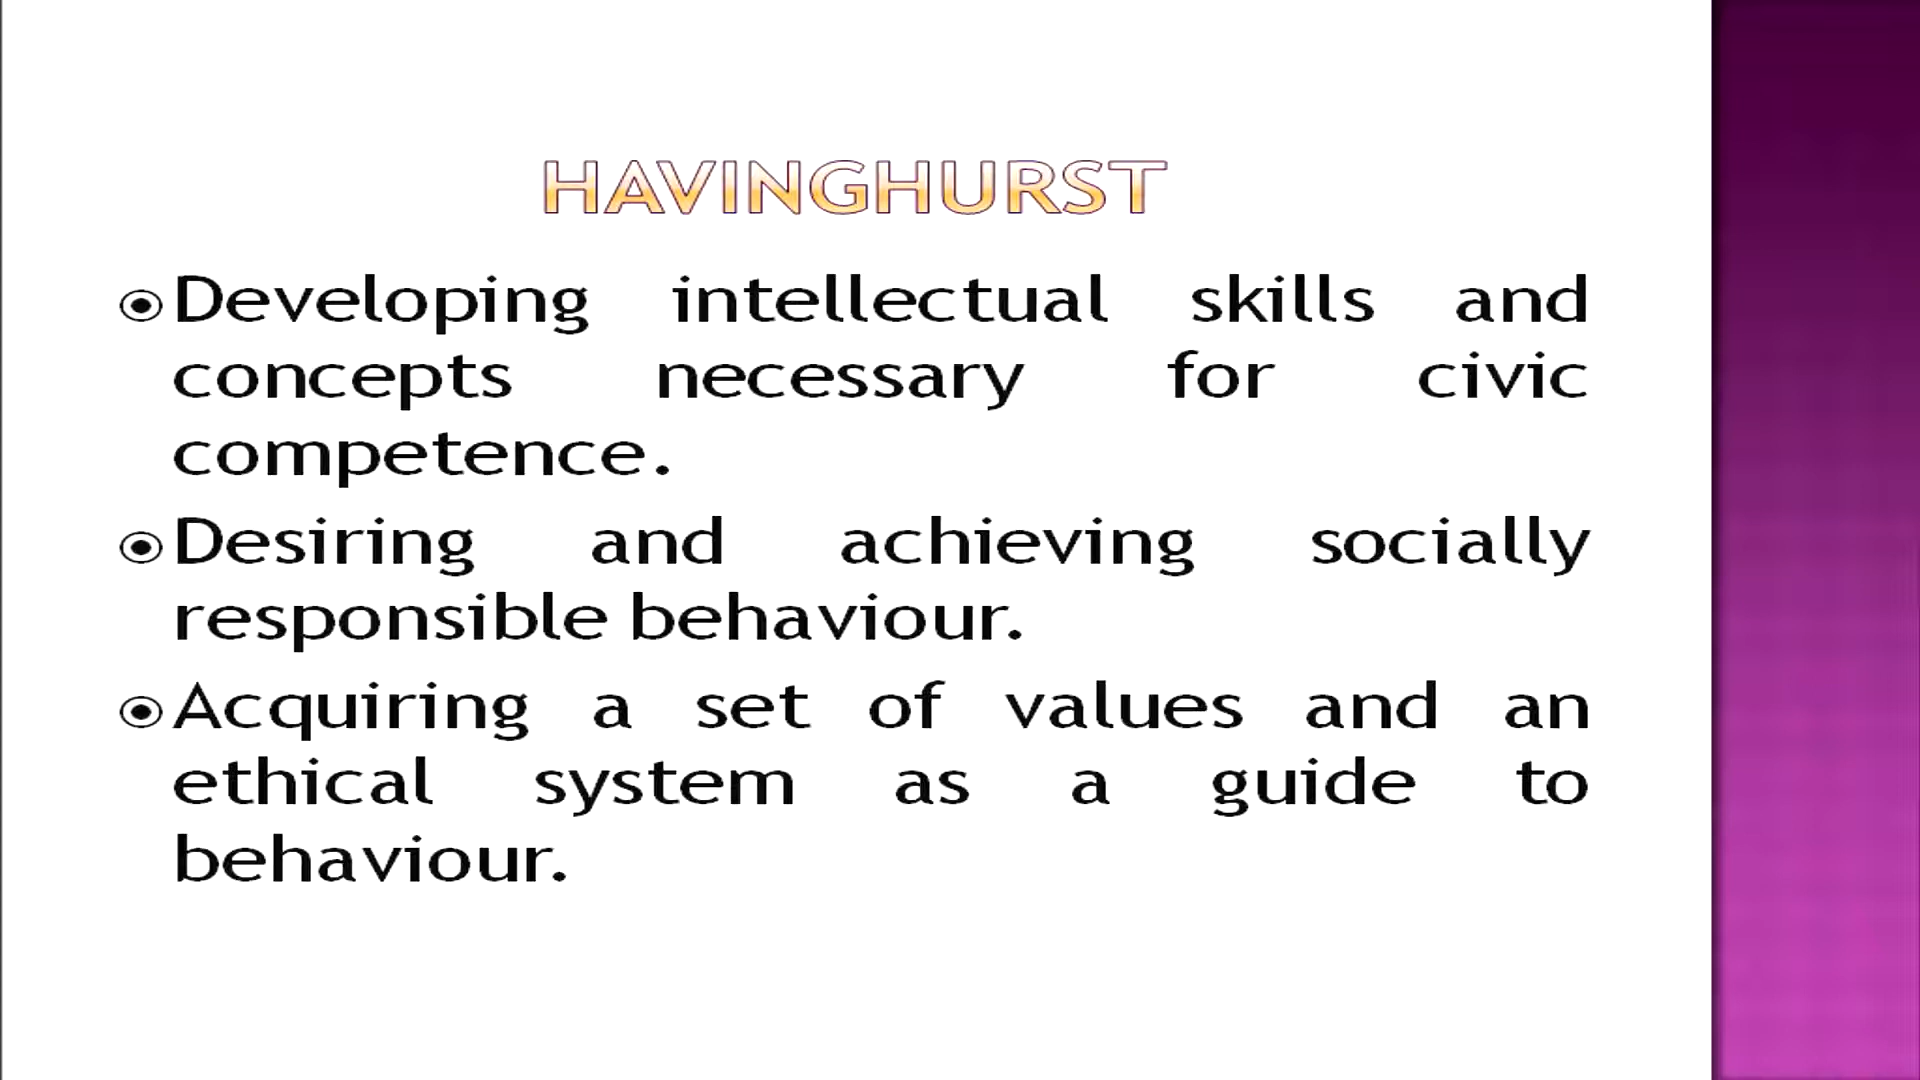 HAVINGHURST
Developing intellectual skills and
concepts necessary for civic
competence.
Desiring and achieving socially
responsible behaviour.
Acquiring a set of values and an
ethical system as a guide to
behaviour.